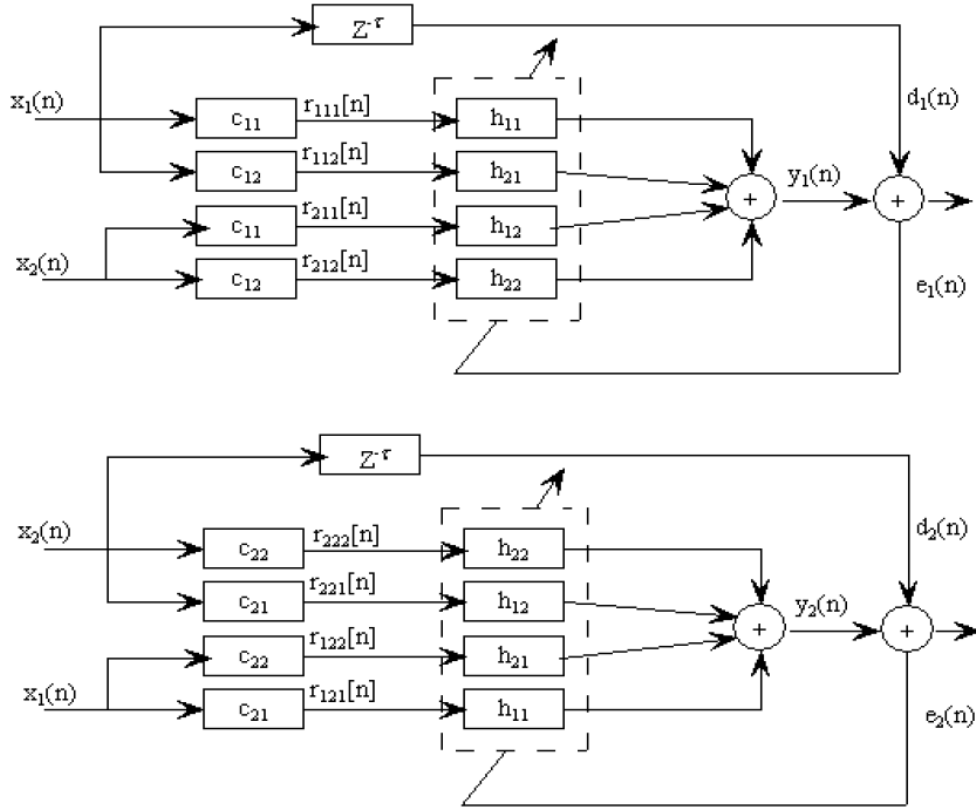 Z⁻ᵗ
x₁(n)
c₁₁ r₁₁₁[n] h₁₁
d₁(n)
c₁₂ r₁₁₂[n] h₂₁
y₁(n)
+ +
c₁₁ r₂₁₁[n] h₁₂
x₂(n)
c₁₂ r₂₁₂[n] h₂₂
e₁(n)
Z⁻ᵗ
x₂(n)
c₂₂ r₂₂₂[n] h₂₂
d₂(n)
c₂₁ r₂₂₁[n] h₁₂
y₂(n)
+ +
c₂₂ r₁₂₂[n] h₂₁
x₁(n)
c₂₁ r₁₂₁[n] h₁₁
e₂(n)